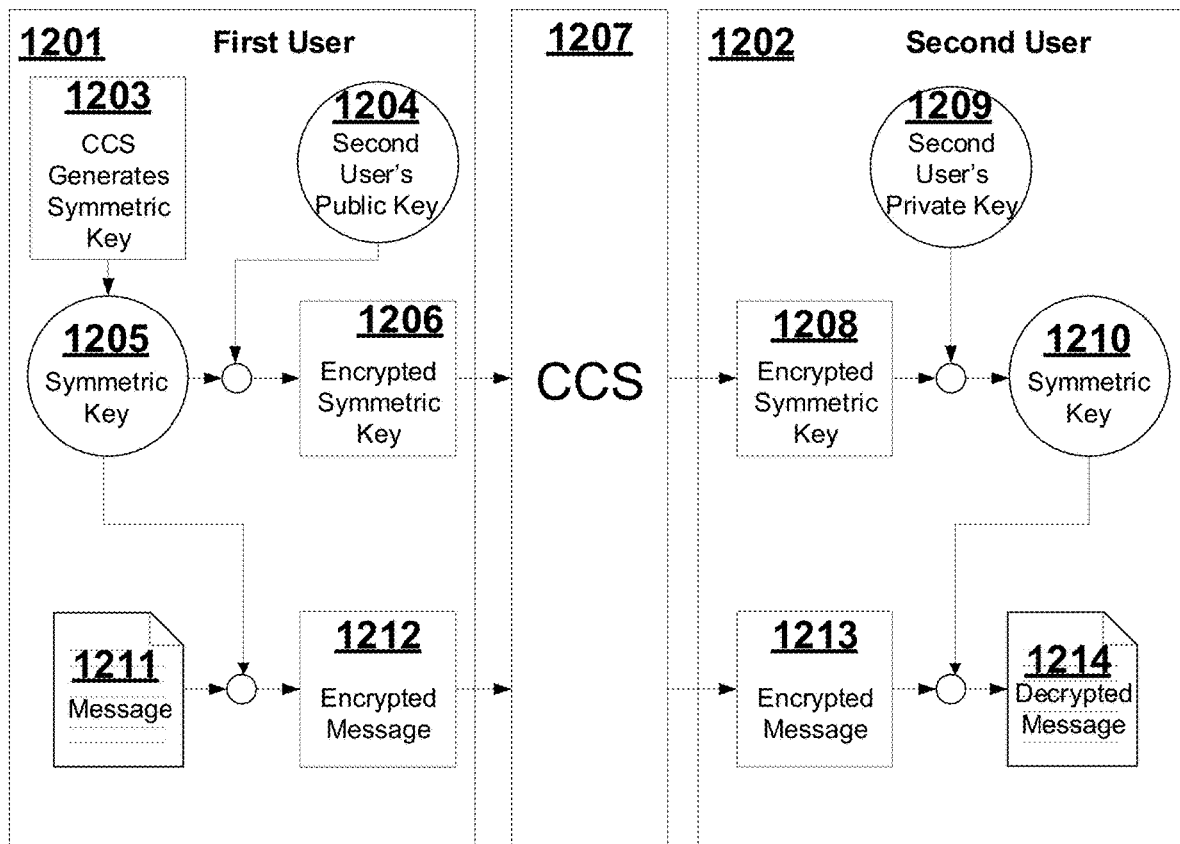 1201 First User
1203
CCS
Generates
Symmetric
Key
1204
Second
User's
Public Key
1205
Symmetric
Key
1206
Encrypted
Symmetric
Key
1211
Message
1212
Encrypted
Message
1207
CCS
1202 Second User
1209
Second
User's
Private Key
1208
Encrypted
Symmetric
Key
1210
Symmetric
Key
1213
Encrypted
Message
1214
Decrypted
Message